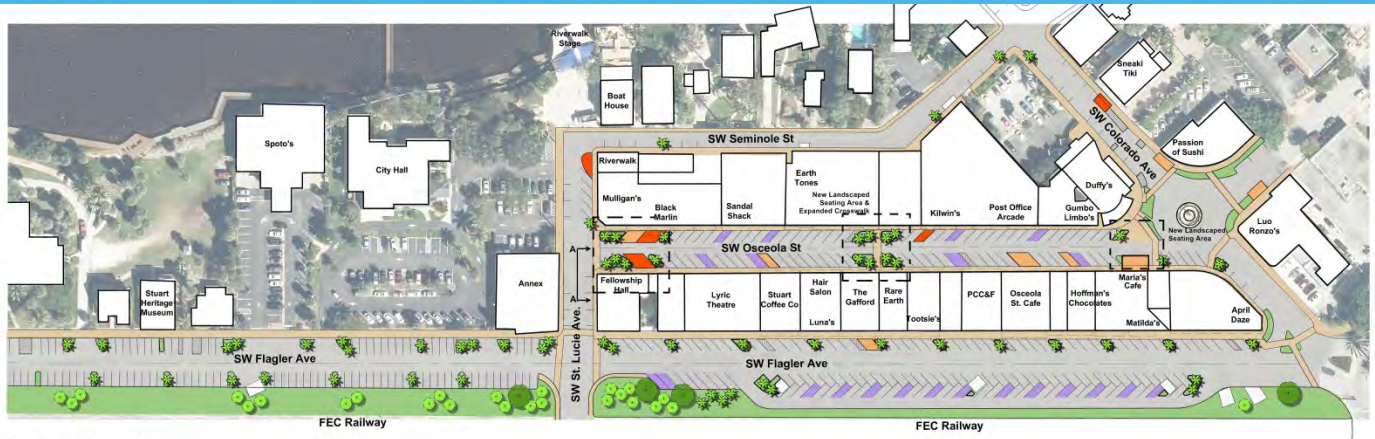 Riverwalk
Stage
Boat
House
Sneaki
Tiki
Spoto's
City Hall
SW Seminole St
SW Colorado Ave
Passion
of Sushi
Riverwalk
Earth
Tones
New Landscaped
Seating Area &
Expanded Crosswalk
Mulligan's
Black
Marlin
Sandal
Shack
Kilwin's
Post Office
Arcade
Duffy's
Gumbo
Limbo's
Luo
Ronzo's
New Landscaped
Seating Area
A
SW Osceola St
Stuart
Heritage
Museum
Annex
Fellowship
Hall
A
Lyric
Theatre
Stuart
Coffee Co
Hair
Salon
Luna's
The
Gafford
Rare
Earth
Tootsie's
PCC&F
Osceola
St. Cafe
Hoffman's
Chocolates
Maria's
Cafe
Matilda's
April
Daze
SW St. Lucie Ave.
SW Flagler Ave
SW Flagler Ave
FEC Railway
FEC Railway